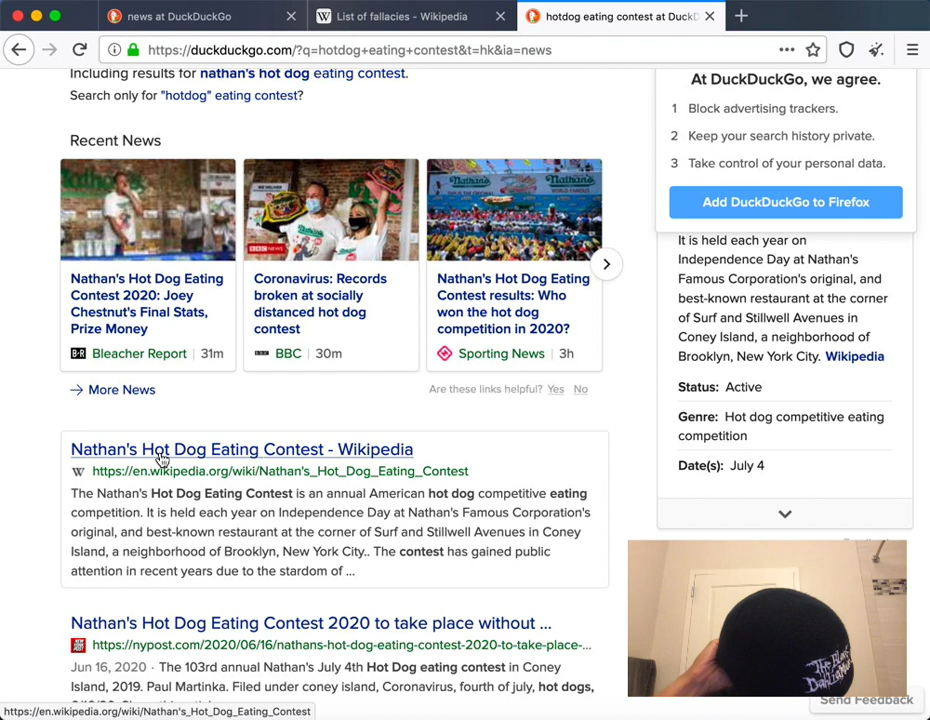 news at DuckDuckGo
List of fallacies - Wikipedia
hotdog eating contest at DuckD
https://duckduckgo.com/?q=hotdog+eating+contest&t=hk&ia=news
Including results for nathan's hot dog eating contest.
Search only for "hotdog" eating contest?
Recent News
Nathan's Hot Dog Eating
Contest 2020: Joey
Chestnut's Final Stats,
Prize Money
B·R Bleacher Report | 31m
BBC NEWS
Coronavirus: Records
broken at socially
distanced hot dog
contest
BBC | 30m
Nathan's Hot Dog Eating
Contest results: Who
won the hot dog
competition in 2020?
Sporting News | 3h
More News
Are these links helpful? Yes No
Nathan's Hot Dog Eating Contest - Wikipedia
W https://en.wikipedia.org/wiki/Nathan's_Hot_Dog_Eating_Contest
The Nathan's Hot Dog Eating Contest is an annual American hot dog competitive eating
competition. It is held each year on Independence Day at Nathan's Famous Corporation's
original, and best-known restaurant at the corner of Surf and Stillwell Avenues in Coney
Island, a neighborhood of Brooklyn, New York City.. The contest has gained public
attention in recent years due to the stardom of ...
Nathan's Hot Dog Eating Contest 2020 to take place without ...
https://nypost.com/2020/06/16/nathans-hot-dog-eating-contest-2020-to-take-place-...
Jun 16, 2020 · The 103rd annual Nathan's July 4th Hot Dog eating contest in Coney
Island, 2019. Paul Martinka. Filed under coney island, Coronavirus, fourth of july, hot dogs,
https://en.wikipedia.org/wiki/Nathan's_Hot_Dog_Eating_Contest
At DuckDuckGo, we agree.
1 Block advertising trackers.
2 Keep your search history private.
3 Take control of your personal data.
Add DuckDuckGo to Firefox
It is held each year on
Independence Day at Nathan's
Famous Corporation's original, and
best-known restaurant at the corner
of Surf and Stillwell Avenues in
Coney Island, a neighborhood of
Brooklyn, New York City. Wikipedia
Status: Active
Genre: Hot dog competitive eating
competition
Date(s): July 4
Send Feedback